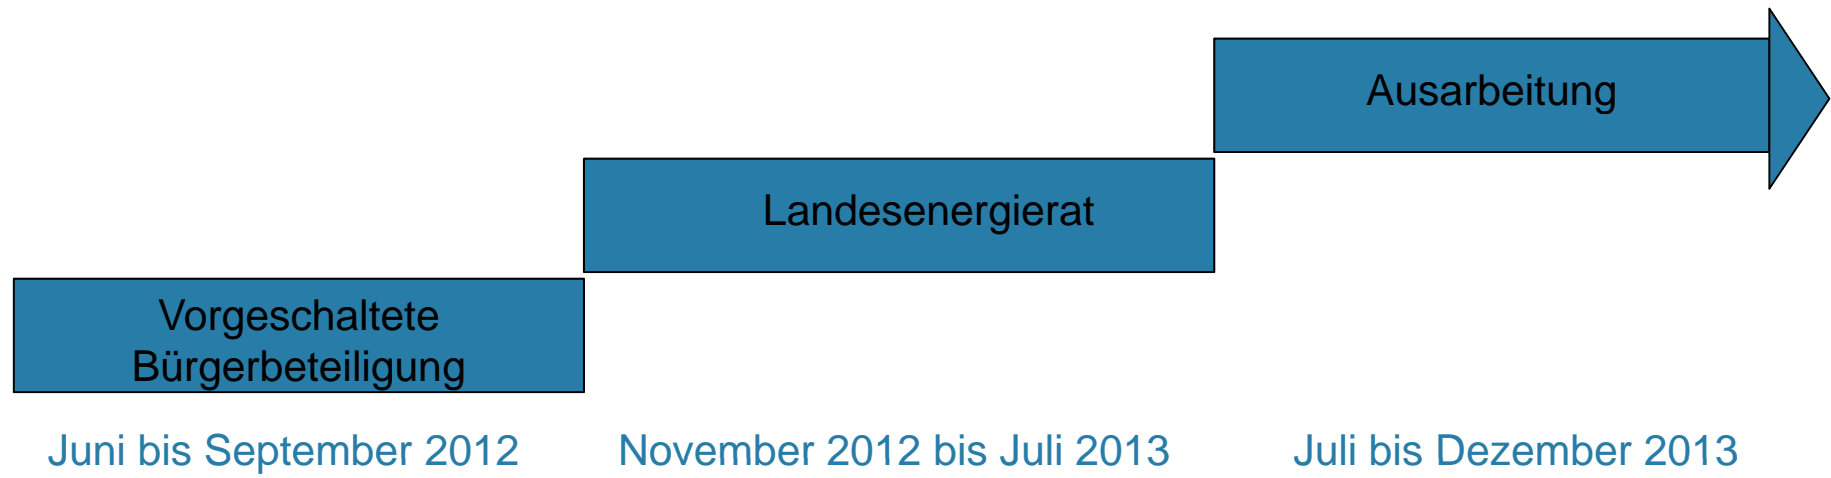 Ausarbeitung
Landesenergierat
Vorgeschaltete
Bürgerbeteiligung
Juni bis September 2012
November 2012 bis Juli 2013
Juli bis Dezember 2013